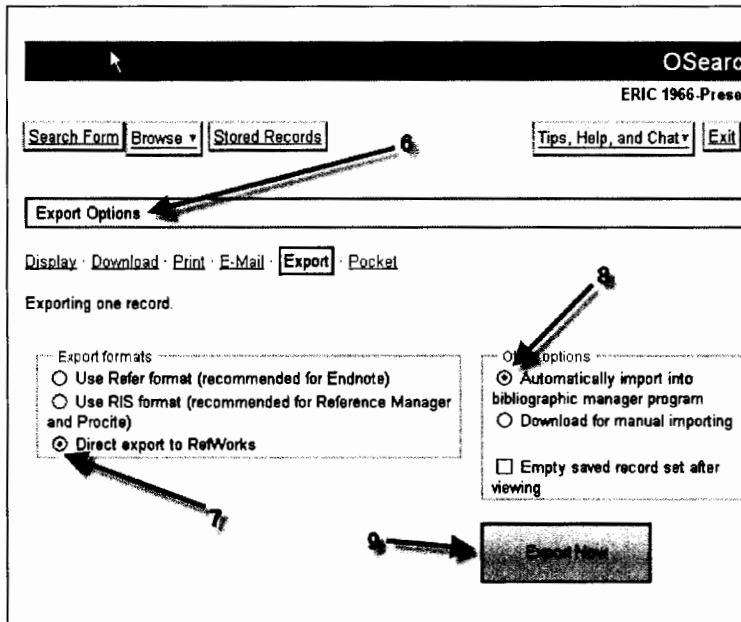 OSearc
ERIC 1966-Prese
Search Form Browse ▾ Stored Records Tips, Help, and Chat ▾ Exit
6
Export Options
Display · Download · Print · E-Mail · Export · Pocket
8
Exporting one record.
Export formats
Use Refer format (recommended for Endnote)
Use RIS format (recommended for Reference Manager
and Procite)
Direct export to RefWorks
options
Automatically import into
bibliographic manager program
Download for manual importing
Empty saved record set after
viewing
7
9
Export Now